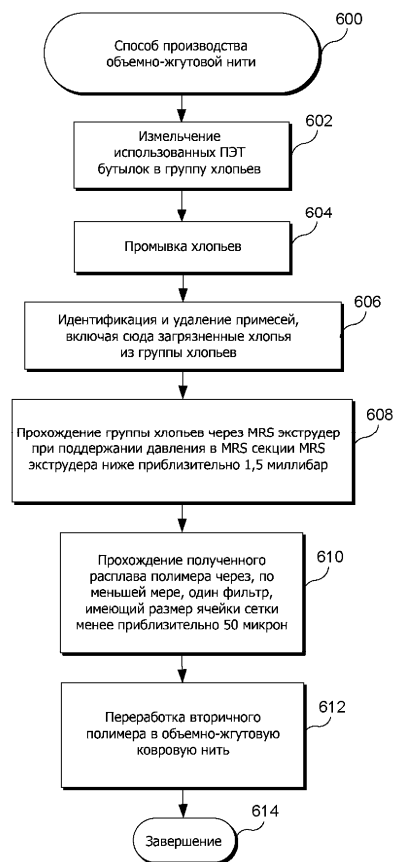 Способ производства
объемно-жгутовой нити
600
602
Измельчение
использованных ПЭТ
бутылок в группу хлопьев
604
Промывка хлопьев
606
Идентификация и удаление примесей,
включая сюда загрязненные хлопья
из группы хлопьев
608
Прохождение группы хлопьев через MRS экструдер
при поддержании давления в MRS секции MRS
экструдера ниже приблизительно 1,5 миллибар
610
Прохождение полученного
расплава полимера через, по
меньшей мере, один фильтр,
имеющий размер ячейки сетки
менее приблизительно 50 микрон
612
Переработка вторичного
полимера в объемно-жгутовую
ковровую нить
614
Завершение